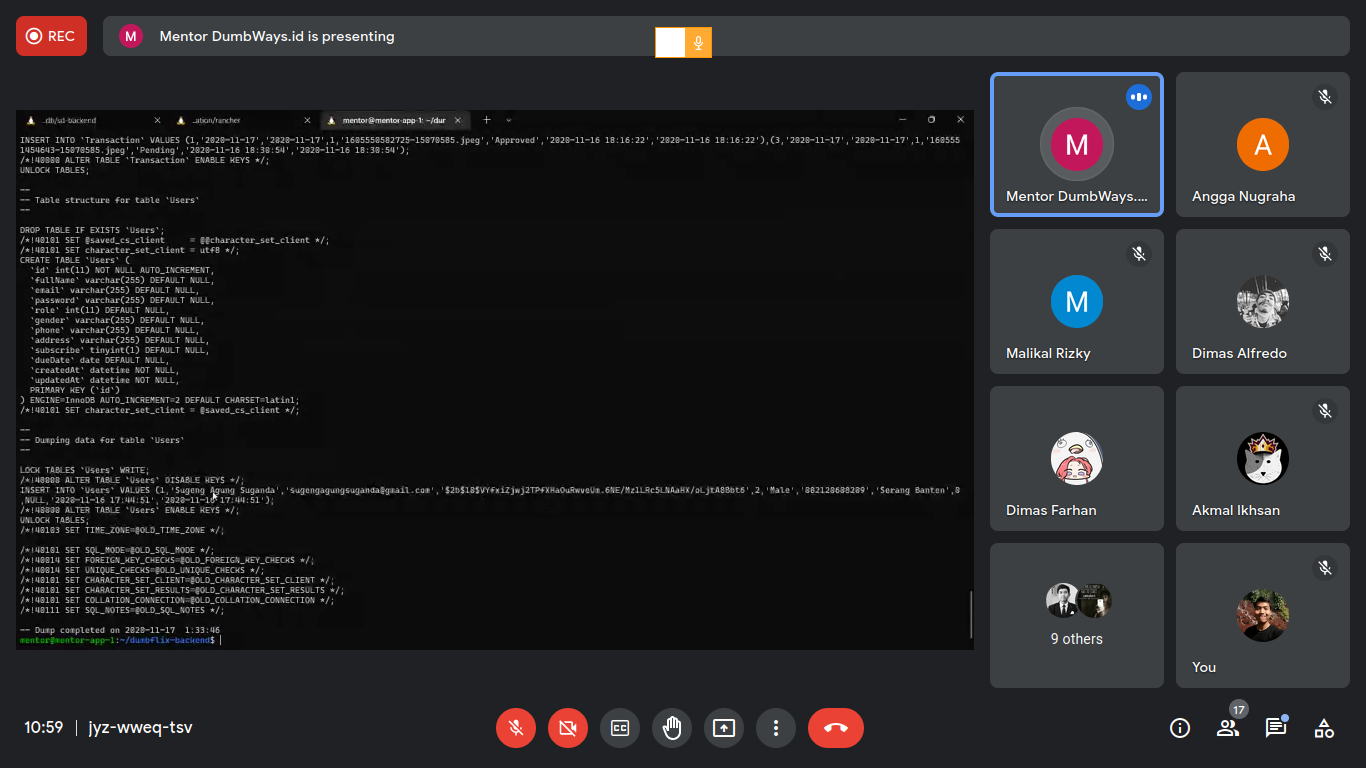 REC
M
Mentor DumbWays.id is presenting
..db/sd-backend
..ation/rancher
mentor@mentor-app-1: ~/dur
INSERT INTO `Transaction` VALUES (1,'2020-11-17','2020-11-17',1,'1605550582725-15070585.jpeg','Approved','2020-11-16 18:16:22','2020-11-16 18:16:22'),(3,'2020-11-17','2020-11-17',1,'160555
1454643-15070585.jpeg','Pending','2020-11-16 18:30:54','2020-11-16 18:30:54');
/*!40000 ALTER TABLE `Transaction` ENABLE KEYS */;
UNLOCK TABLES;
--
-- Table structure for table `Users`
--
DROP TABLE IF EXISTS `Users`;
/*!40101 SET @saved_cs_client     = @@character_set_client */;
/*!40101 SET character_set_client = utf8 */;
CREATE TABLE `Users` (
`id` int(11) NOT NULL AUTO_INCREMENT,
`fullName` varchar(255) DEFAULT NULL,
`email` varchar(255) DEFAULT NULL,
`password` varchar(255) DEFAULT NULL,
`role` int(11) DEFAULT NULL,
`gender` varchar(255) DEFAULT NULL,
`phone` varchar(255) DEFAULT NULL,
`address` varchar(255) DEFAULT NULL,
`subscribe` tinyint(1) DEFAULT NULL,
`dueDate` date DEFAULT NULL,
`createdAt` datetime NOT NULL,
`updatedAt` datetime NOT NULL,
PRIMARY KEY (`id`)
) ENGINE=InnoDB AUTO_INCREMENT=2 DEFAULT CHARSET=latin1;
/*!40101 SET character_set_client = @saved_cs_client */;
--
-- Dumping data for table `Users`
--
LOCK TABLES `Users` WRITE;
/*!40000 ALTER TABLE `Users` DISABLE KEYS */;
INSERT INTO `Users` VALUES (1,'Sugeng Agung Suganda','sugengagungsuganda@gmail.com',2,'Male','082128688209','Serang Banten',0
,NULL,'2020-11-16 17:44:51','2020-11-16 17:44:51');
/*!40000 ALTER TABLE `Users` ENABLE KEYS */;
UNLOCK TABLES;
/*!40103 SET TIME_ZONE=@OLD_TIME_ZONE */;
/*!40101 SET SQL_MODE=@OLD_SQL_MODE */;
/*!40014 SET FOREIGN_KEY_CHECKS=@OLD_FOREIGN_KEY_CHECKS */;
/*!40014 SET UNIQUE_CHECKS=@OLD_UNIQUE_CHECKS */;
/*!40101 SET CHARACTER_SET_CLIENT=@OLD_CHARACTER_SET_CLIENT */;
/*!40101 SET CHARACTER_SET_RESULTS=@OLD_CHARACTER_SET_RESULTS */;
/*!40101 SET COLLATION_CONNECTION=@OLD_COLLATION_CONNECTION */;
/*!40111 SET SQL_NOTES=@OLD_SQL_NOTES */;
-- Dump completed on 2020-11-17  1:33:46
mentor@mentor-app-1:~/dumbflix-backend$
M
Mentor DumbWays....
A
Angga Nugraha
M
Malikal Rizky
Dimas Alfredo
Dimas Farhan
Akmal Ikhsan
9 others
You
10:59 | jyz-wweq-tsv
CC
17